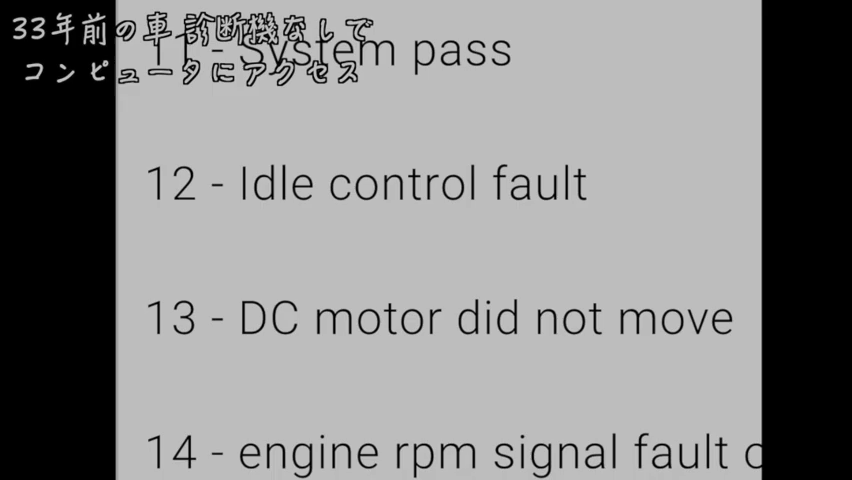 33年前の車診断機なしで
コンピュータにアクセス
11 - System pass
12 - Idle control fault
13 - DC motor did not move
14 - engine rpm signal fault